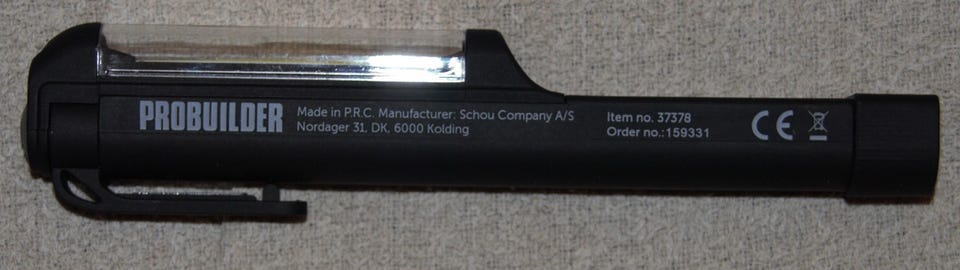 PROBUILDER
Made in P.R.C. Manufacturer: Schou Company A/S
Nordager 31, DK, 6000 Kolding
Item no. 37378
Order no.:159331
CE